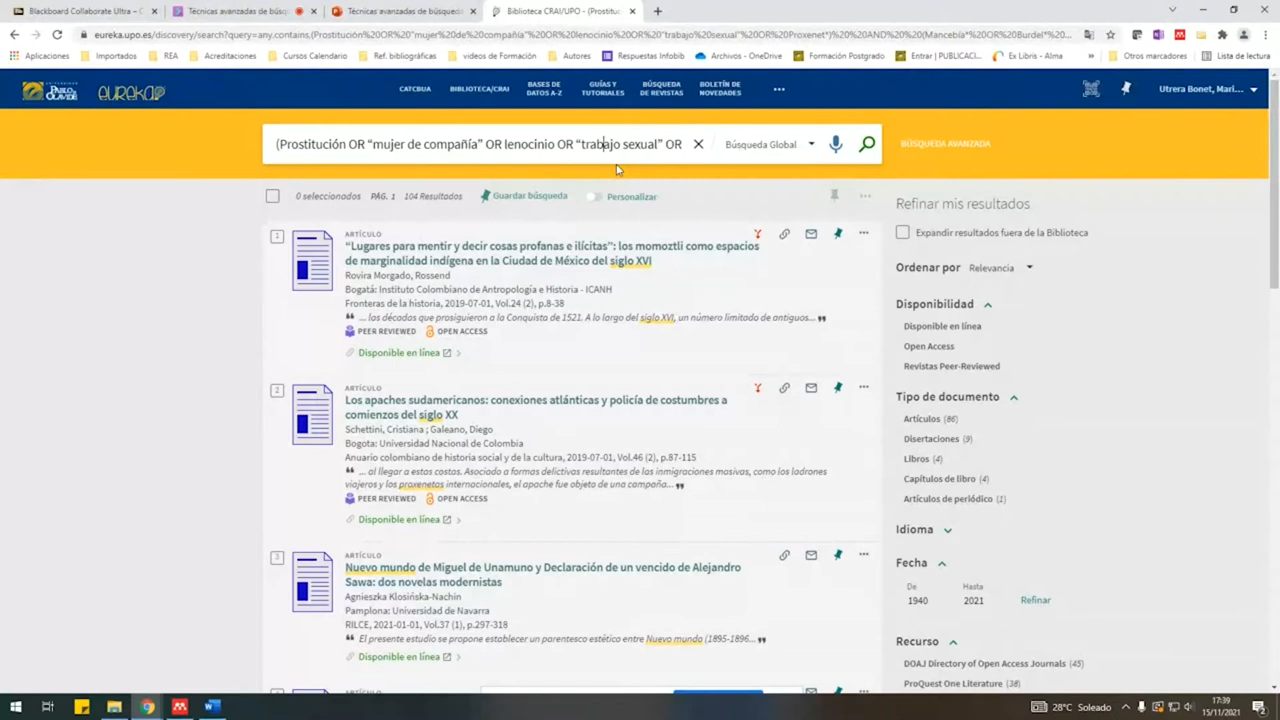 Blackboard Collaborate Ultra – C
Técnicas avanzadas de búsq
Técnicas avanzadas de búsqueda
Biblioteca CRAI/UPO - (Prostituc
eureka.upo.es/discovery/search?query=any,contains,(Prostitución%20OR%20"mujer%20de%20compañía"%20OR%20lenocinio%20OR%20"trabajo%20sexual"%20OR%20Proxenet*)%20%20AND%20%20(Mancebía*%20OR%20Burdel*%20O...
Aplicaciones
Importados
REA
Acreditaciones
Cursos Calendario
Ref. bibliográficas
videos de Formación
Autores
Respuestas Infobib
Archivos - OneDrive
Formación Postgrado
Entrar | PUBLICACI...
Ex Libris - Alma
»
Otros marcadores
Lista de lectura
UNIVERSIDAD
PABLO DE OLAVIDE
eureka
CATCBUA
BIBLIOTECA/CRAI
BASES DE
DATOS A-Z
GUÍAS Y
TUTORIALES
BÚSQUEDA
DE REVISTAS
BOLETÍN DE
NOVEDADES
Utrera Bonet, Mari...
(Prostitución OR “mujer de compañía” OR lenocinio OR “trabajo sexual” OR
Búsqueda Global
BÚSQUEDA AVANZADA
0 seleccionados PÁG. 1 104 Resultados
Guardar búsqueda
Personalizar
1
ARTÍCULO
“Lugares para mentir y decir cosas profanas e ilícitas”: los momoztli como espacios
de marginalidad indígena en la Ciudad de México del siglo XVI
Rovira Morgado, Rossend
Bogatá: Instituto Colombiano de Antropología e Historia - ICANH
Fronteras de la historia, 2019-07-01, Vol.24 (2), p.8-38
❝ ... las décadas que prosiguieron a la Conquista de 1521. A lo largo del siglo XVI, un número limitado de antiguos... ❞
PEER REVIEWED OPEN ACCESS
Disponible en línea
2
ARTÍCULO
Los apaches sudamericanos: conexiones atlánticas y policía de costumbres a
comienzos del siglo XX
Schettini, Cristiana ; Galeano, Diego
Bogota: Universidad Nacional de Colombia
Anuario colombiano de historia social y de la cultura, 2019-07-01, Vol.46 (2), p.87-115
❝ ... al llegar a estas costas. Asociado a formas delictivas resultantes de las inmigraciones masivas, como los ladrones
viajeros y los proxenetas internacionales, el apache fue objeto de una campaña... ❞
PEER REVIEWED OPEN ACCESS
Disponible en línea
3
ARTÍCULO
Nuevo mundo de Miguel de Unamuno y Declaración de un vencido de Alejandro
Sawa: dos novelas modernistas
Agnieszka Kłosińska-Nachin
Pamplona: Universidad de Navarra
RILCE, 2021-01-01, Vol.37 (1), p.297-318
❝ El presente estudio se propone establecer un parentesco estético entre Nuevo mundo (1895-1896... ❞
Disponible en línea
ARTÍCULO
Refinar mis resultados
Expandir resultados fuera de la Biblioteca
Ordenar por Relevancia
Disponibilidad
Disponible en línea
Open Access
Revistas Peer-Reviewed
Tipo de documento
Artículos (86)
Disertaciones (9)
Libros (4)
Capítulos de libro (4)
Artículos de periódico (1)
Idioma
Fecha
De Hasta
1940 2021 Refinar
Recurso
DOAJ Directory of Open Access Journals (45)
ProQuest One Literature (38)
28°C Soleado
17:39
15/11/2021
2